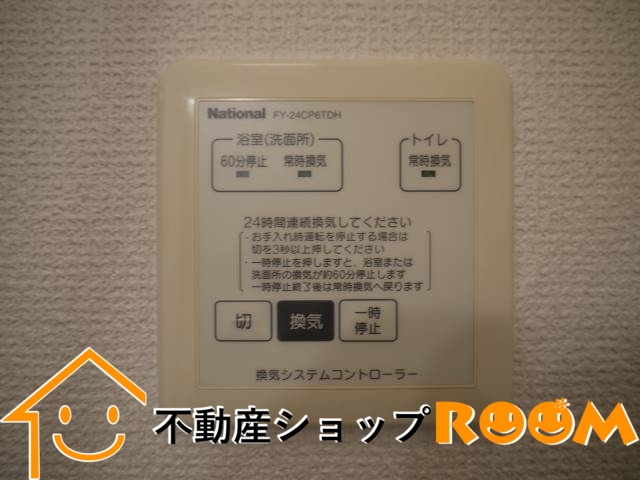 National FY-24CP6TDH
浴室(洗面所)
60分停止 常時換気
トイレ
常時換気
24時間連続換気してください
・お手入れ時運転を停止する場合は
切を3秒以上押してください
・一時停止を押しますと、浴室または
洗面所の換気が約60分停止します
一時停止終了後は常時換気へ戻ります
切
換気
一時
停止
換気システムコントローラー
不動産ショップROOM